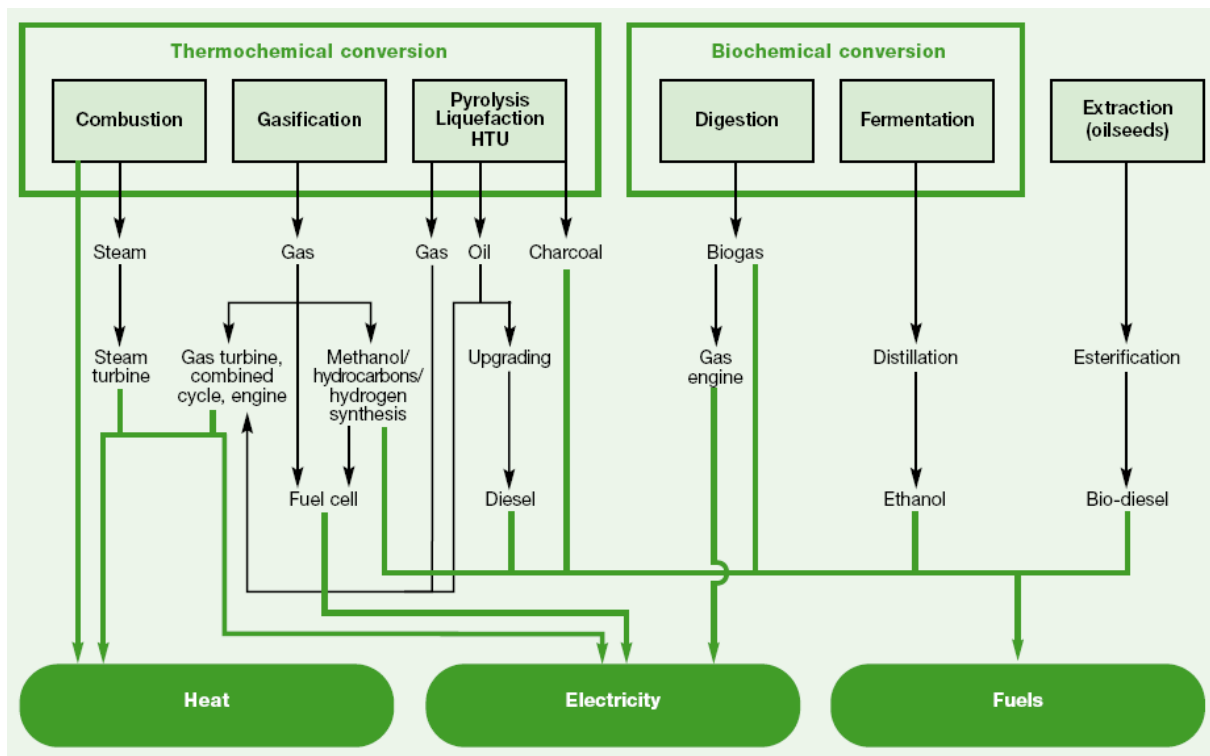 Thermochemical conversion
Biochemical conversion
Combustion
Gasification
Pyrolysis
Liquefaction
HTU
Digestion
Fermentation
Extraction
(oilseeds)
Steam
Gas
Gas
Oil
Charcoal
Biogas
Steam
turbine
Gas turbine,
combined
cycle, engine
Methanol/
hydrocarbons/
hydrogen
synthesis
Upgrading
Gas
engine
Distillation
Esterification
Fuel cell
Diesel
Ethanol
Bio-diesel
Heat
Electricity
Fuels